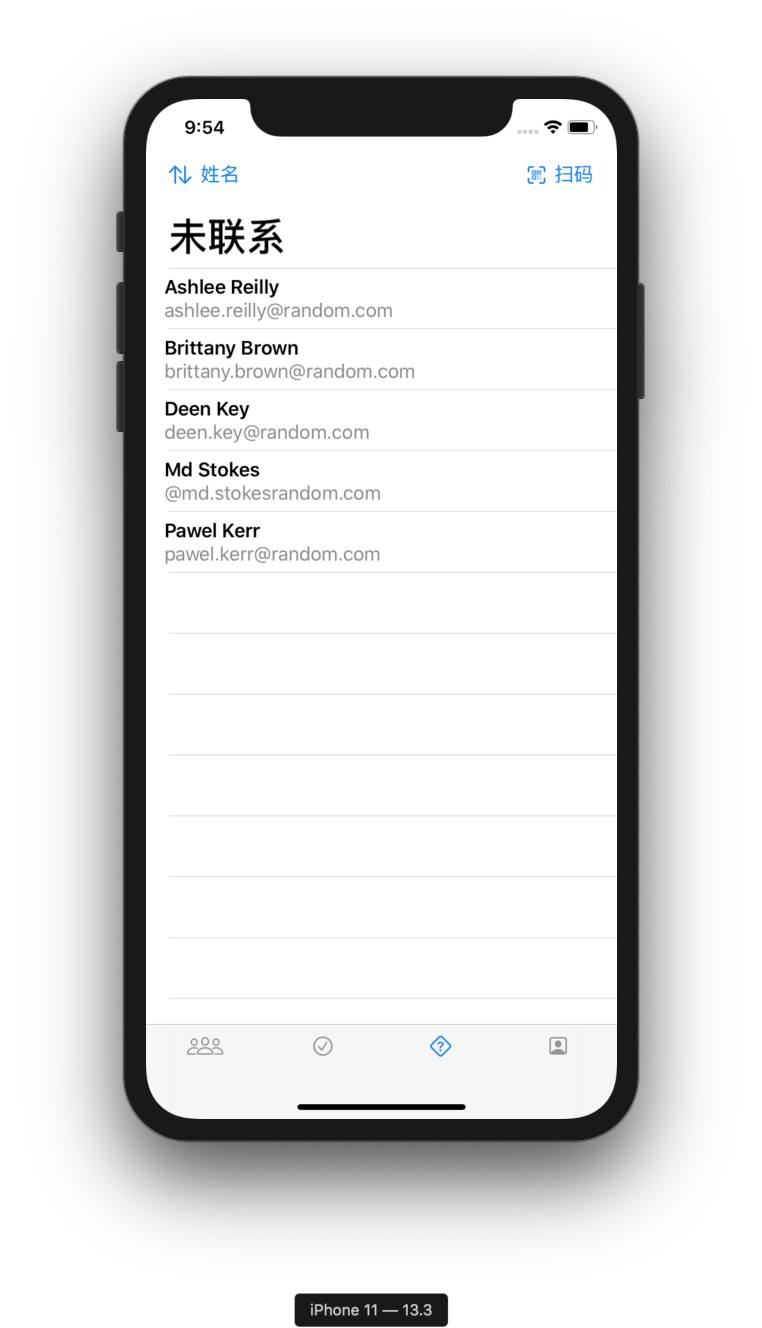 9:54
姓名
扫码
未联系
Ashlee Reilly
ashlee.reilly@random.com
Brittany Brown
brittany.brown@random.com
Deen Key
deen.key@random.com
Md Stokes
@md.stokesrandom.com
Pawel Kerr
pawel.kerr@random.com
?
iPhone 11 — 13.3